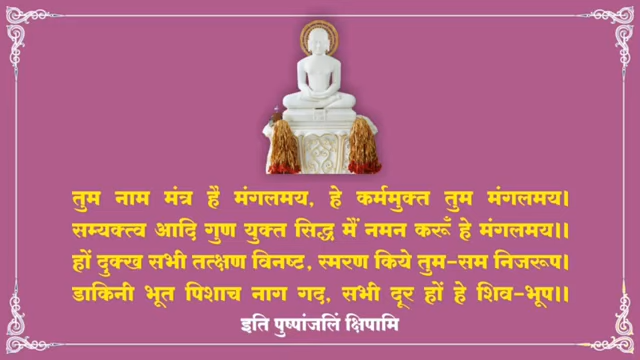 तुम नाम मंत्र है मंगलमय, हे कर्ममुक्त तुम मंगलमय।
सम्यक्त्व आदि गुण युक्त सिद्ध मैं नमन करूँ हे मंगलमय।।
हों दुक्ख सभी तत्क्षण विनष्ट, स्मरण किये तुम-सम निजरूप।
डाकिनी भूत पिशाच नाग गद, सभी दूर हों हे शिव-भूप।।
इति पुष्पांजलिं क्षिपामि